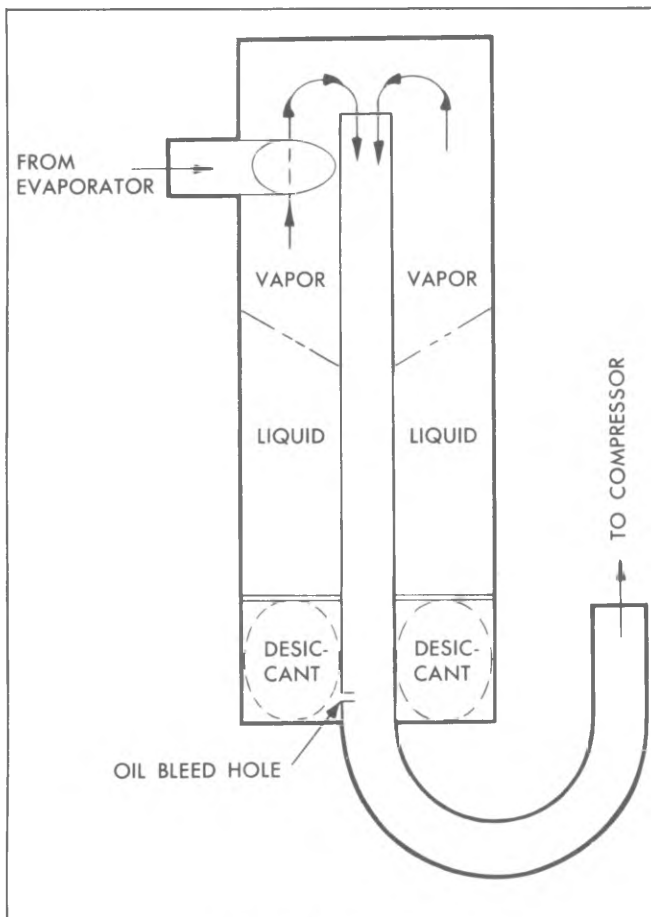 FROM
EVAPORATOR
VAPOR
VAPOR
LIQUID
LIQUID
TO COMPRESSOR
DESIC-
CANT
DESIC-
CANT
OIL BLEED HOLE